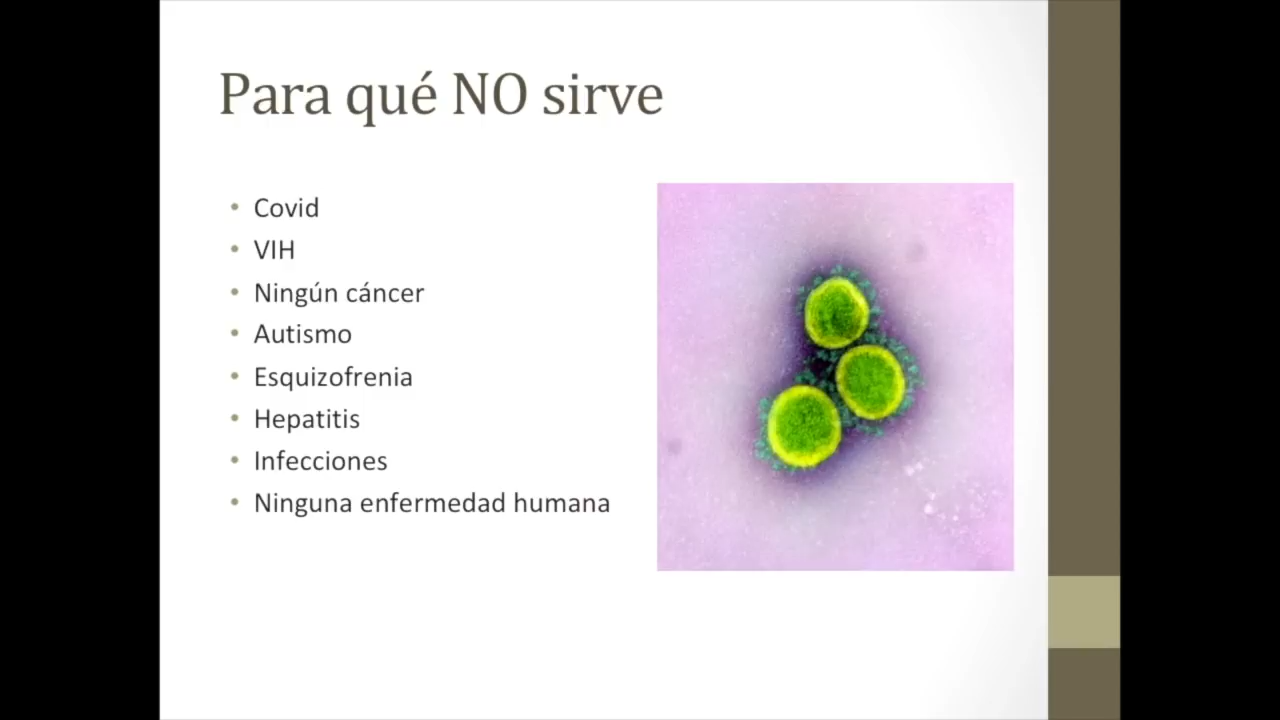 Para qué NO sirve
Covid
VIH
Ningún cáncer
Autismo
Esquizofrenia
Hepatitis
Infecciones
Ninguna enfermedad humana